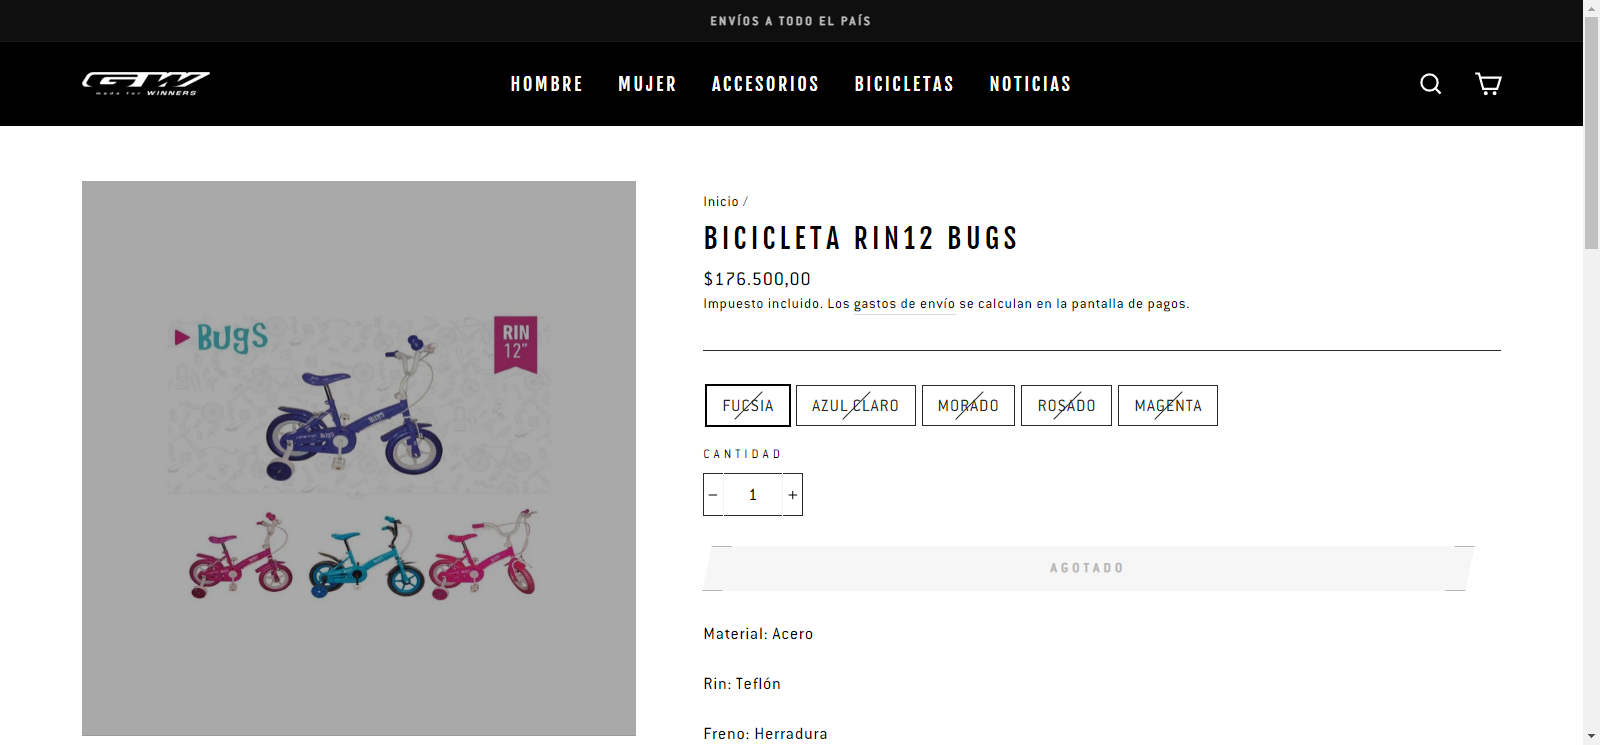 ENVÍOS A TODO EL PAÍS
GW
made for WINNERS
HOMBRE MUJER ACCESORIOS BICICLETAS NOTICIAS
Bugs
RIN
12"
Inicio /
BICICLETA RIN12 BUGS
$176.500,00
Impuesto incluido. Los gastos de envío se calculan en la pantalla de pagos.
FUCSIA AZUL CLARO MORADO ROSADO MAGENTA
CANTIDAD
− 1 +
AGOTADO
Material: Acero
Rin: Teflón
Freno: Herradura